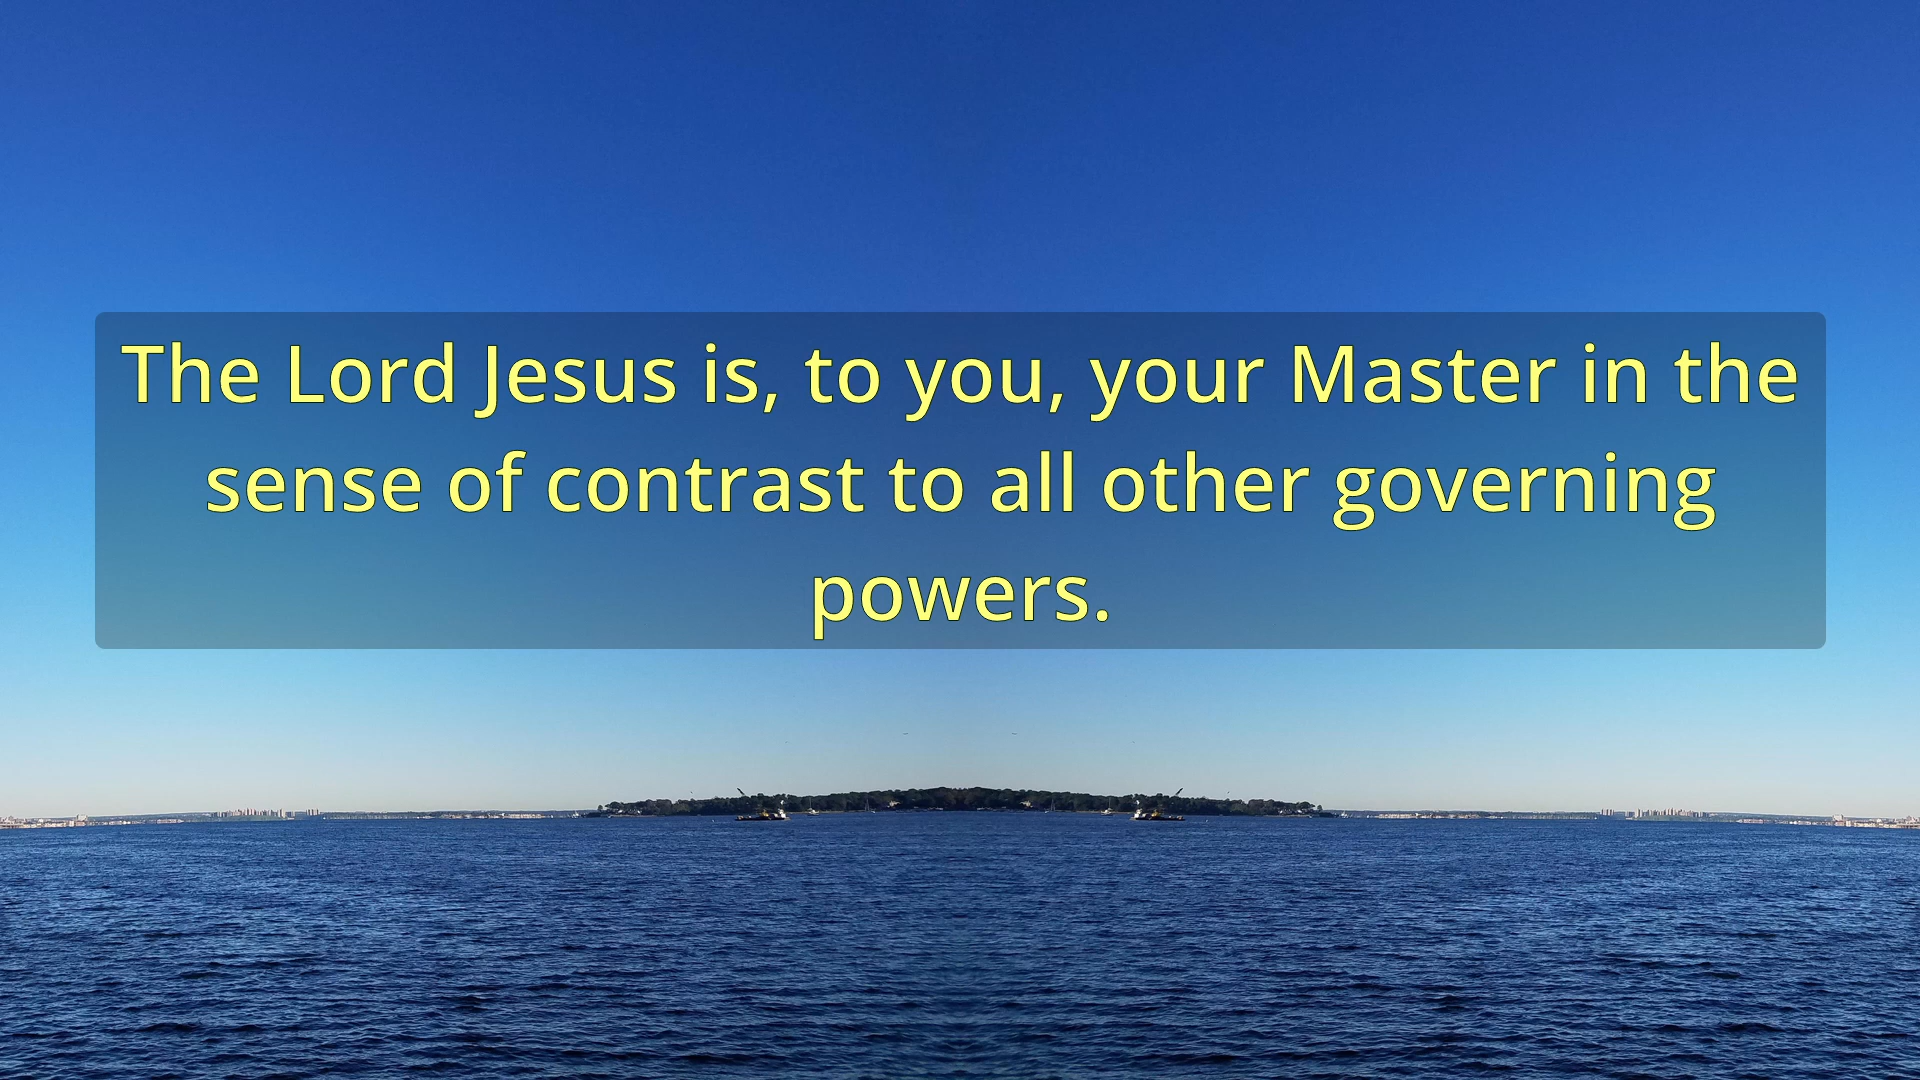 The Lord Jesus is, to you, your Master in the
sense of contrast to all other governing
powers.